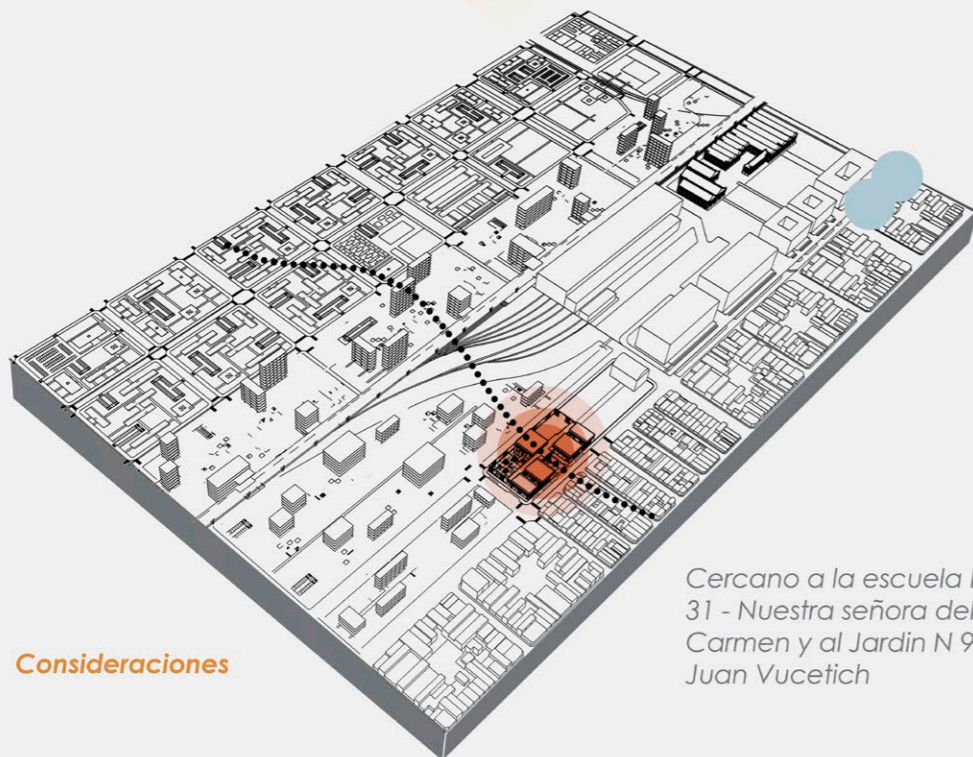 Cercano a la escuela
31 - Nuestra señora del
Carmen y al Jardin N 9
Juan Vucetich
Consideraciones